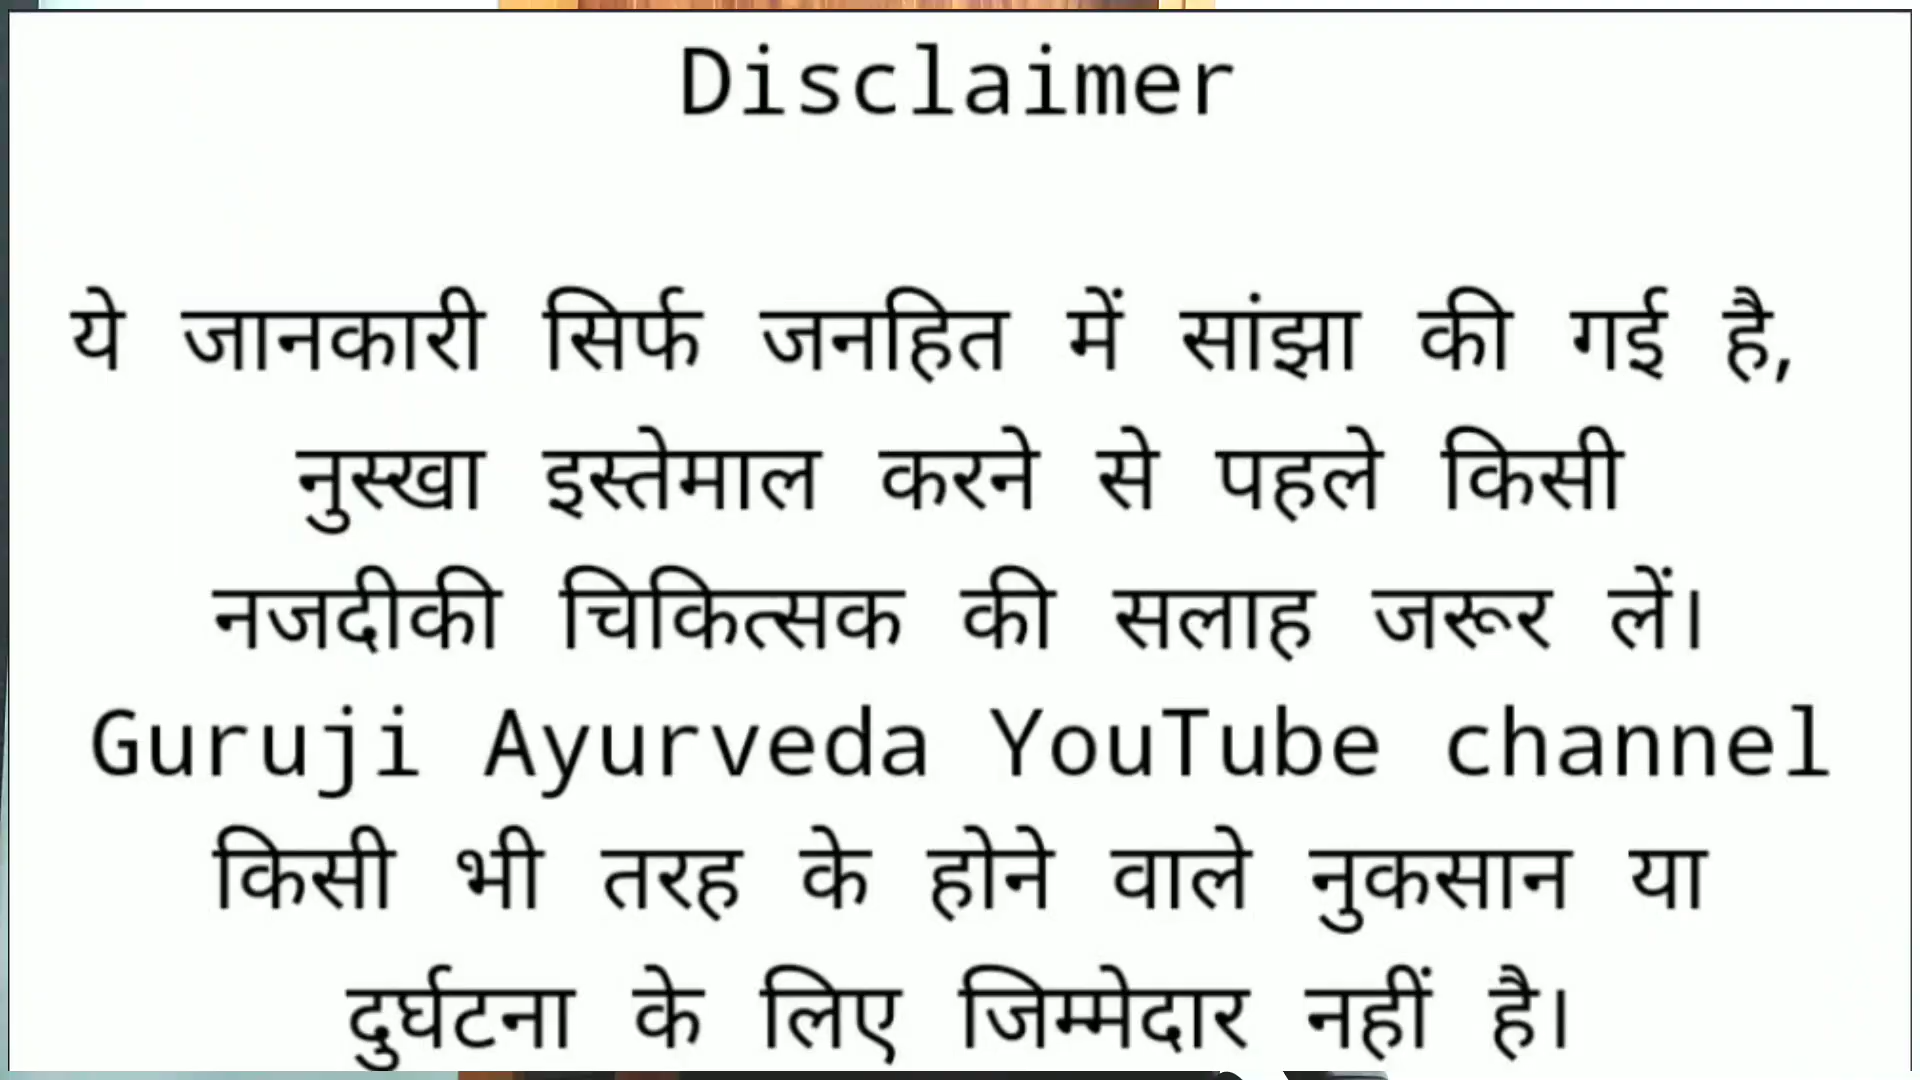 Disclaimer
ये जानकारी सिर्फ जनहित में सांझा की गई है,
नुस्खा इस्तेमाल करने से पहले किसी
नजदीकी चिकित्सक की सलाह जरूर लें।
Guruji Ayurveda YouTube channel
किसी भी तरह के होने वाले नुकसान या
दुर्घटना के लिए जिम्मेदार नहीं है।